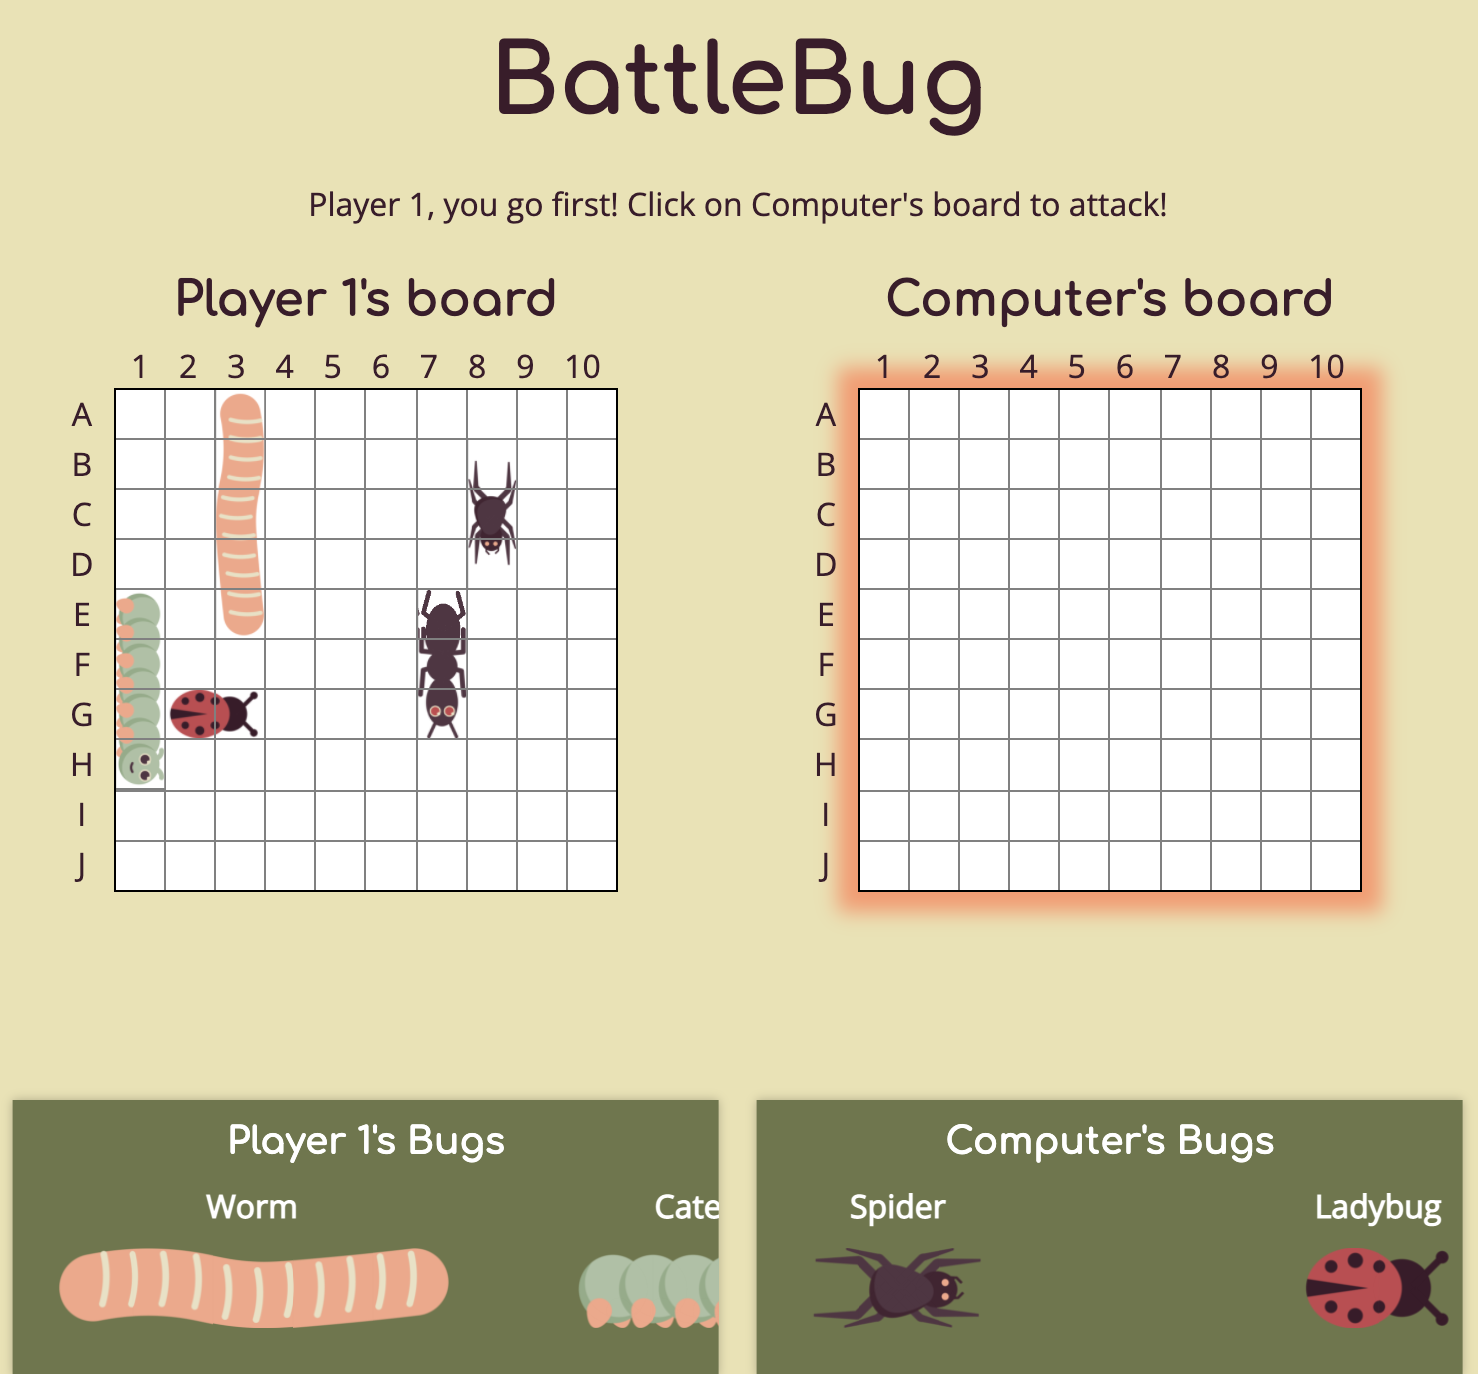 BattleBug
Player 1, you go first! Click on Computer's board to attack!
Player 1's board
1 2 3 4 5 6 7 8 9 10
A
B
C
D
E
F
G
H
I
J
Computer's board
1 2 3 4 5 6 7 8 9 10
A
B
C
D
E
F
G
H
I
J
Player 1's Bugs
Worm
Cate
Computer's Bugs
Spider
Ladybug